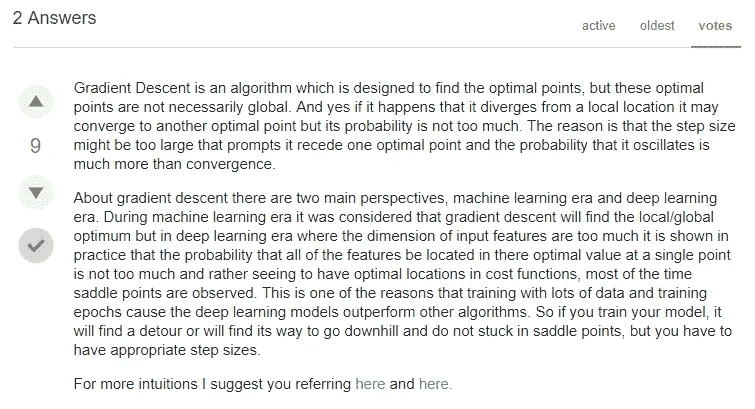 2 Answers
active oldest votes
Gradient Descent is an algorithm which is designed to find the optimal points, but these optimal
points are not necessarily global. And yes if it happens that it diverges from a local location it may
converge to another optimal point but its probability is not too much. The reason is that the step size
might be too large that prompts it recede one optimal point and the probability that it oscillates is
much more than convergence.
9
About gradient descent there are two main perspectives, machine learning era and deep learning
era. During machine learning era it was considered that gradient descent will find the local/global
optimum but in deep learning era where the dimension of input features are too much it is shown in
practice that the probability that all of the features be located in there optimal value at a single point
is not too much and rather seeing to have optimal locations in cost functions, most of the time
saddle points are observed. This is one of the reasons that training with lots of data and training
epochs cause the deep learning models outperform other algorithms. So if you train your model, it
will find a detour or will find its way to go downhill and do not stuck in saddle points, but you have to
have appropriate step sizes.
For more intuitions I suggest you referring here and here.